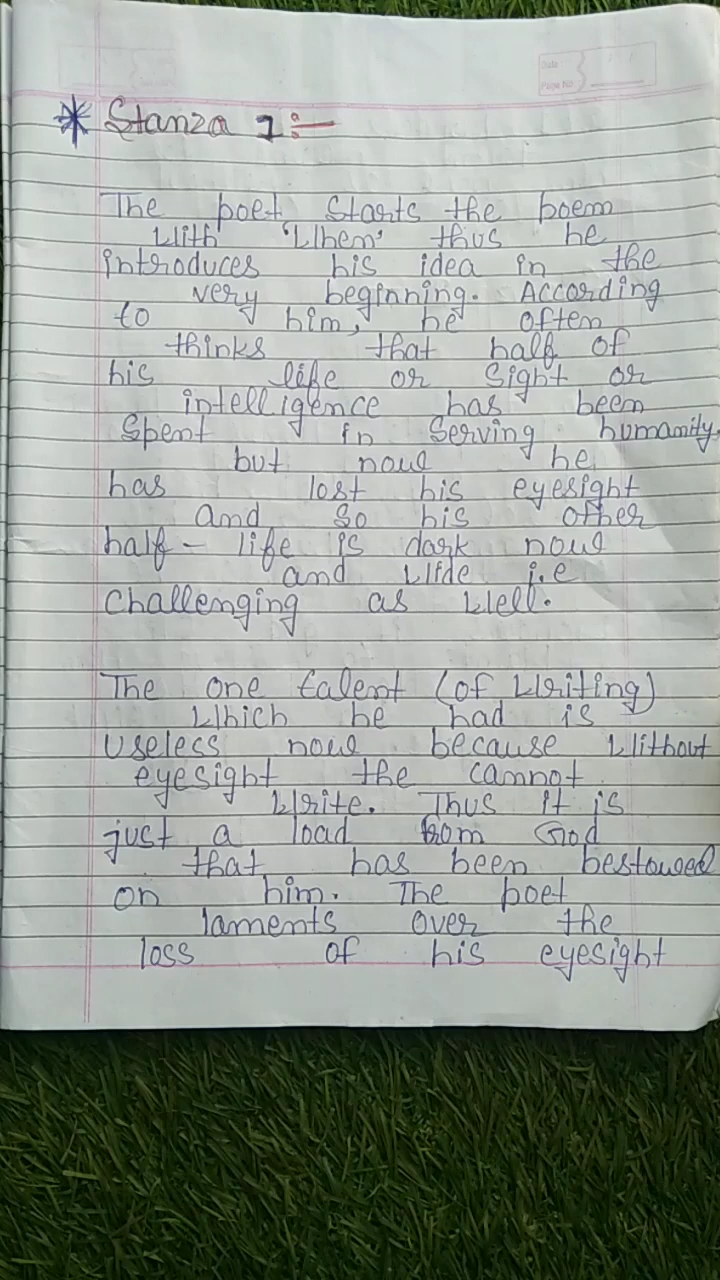 Date
Page No.
* Stanza 1 :-
The poet starts the poem
with 'When' thus he
introduces his idea in the
very beginning. According
to him, he often
thinks that half of
his life or sight or
intelligence has been
spent in serving humanity
but now he
has lost his eyesight
and so his other
half - life is dark now
and wide i.e
challenging as well.
The one talent (of writing)
which he had is
useless now because without
eyesight the cannot
write. Thus it is
just a load from God
that has been bestowed
on him. The poet
laments over the
loss of his eyesight